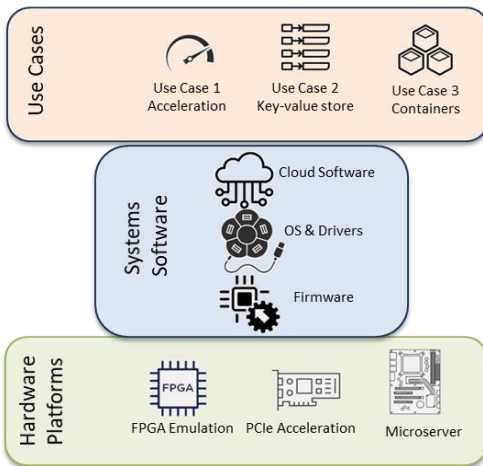 Use Cases
Use Case 1
Acceleration
Use Case 2
Key-value store
Use Case 3
Containers
Systems
Software
Cloud Software
OS & Drivers
Firmware
Hardware
Platforms
FPGA
FPGA Emulation
PCIe Acceleration
Microserver